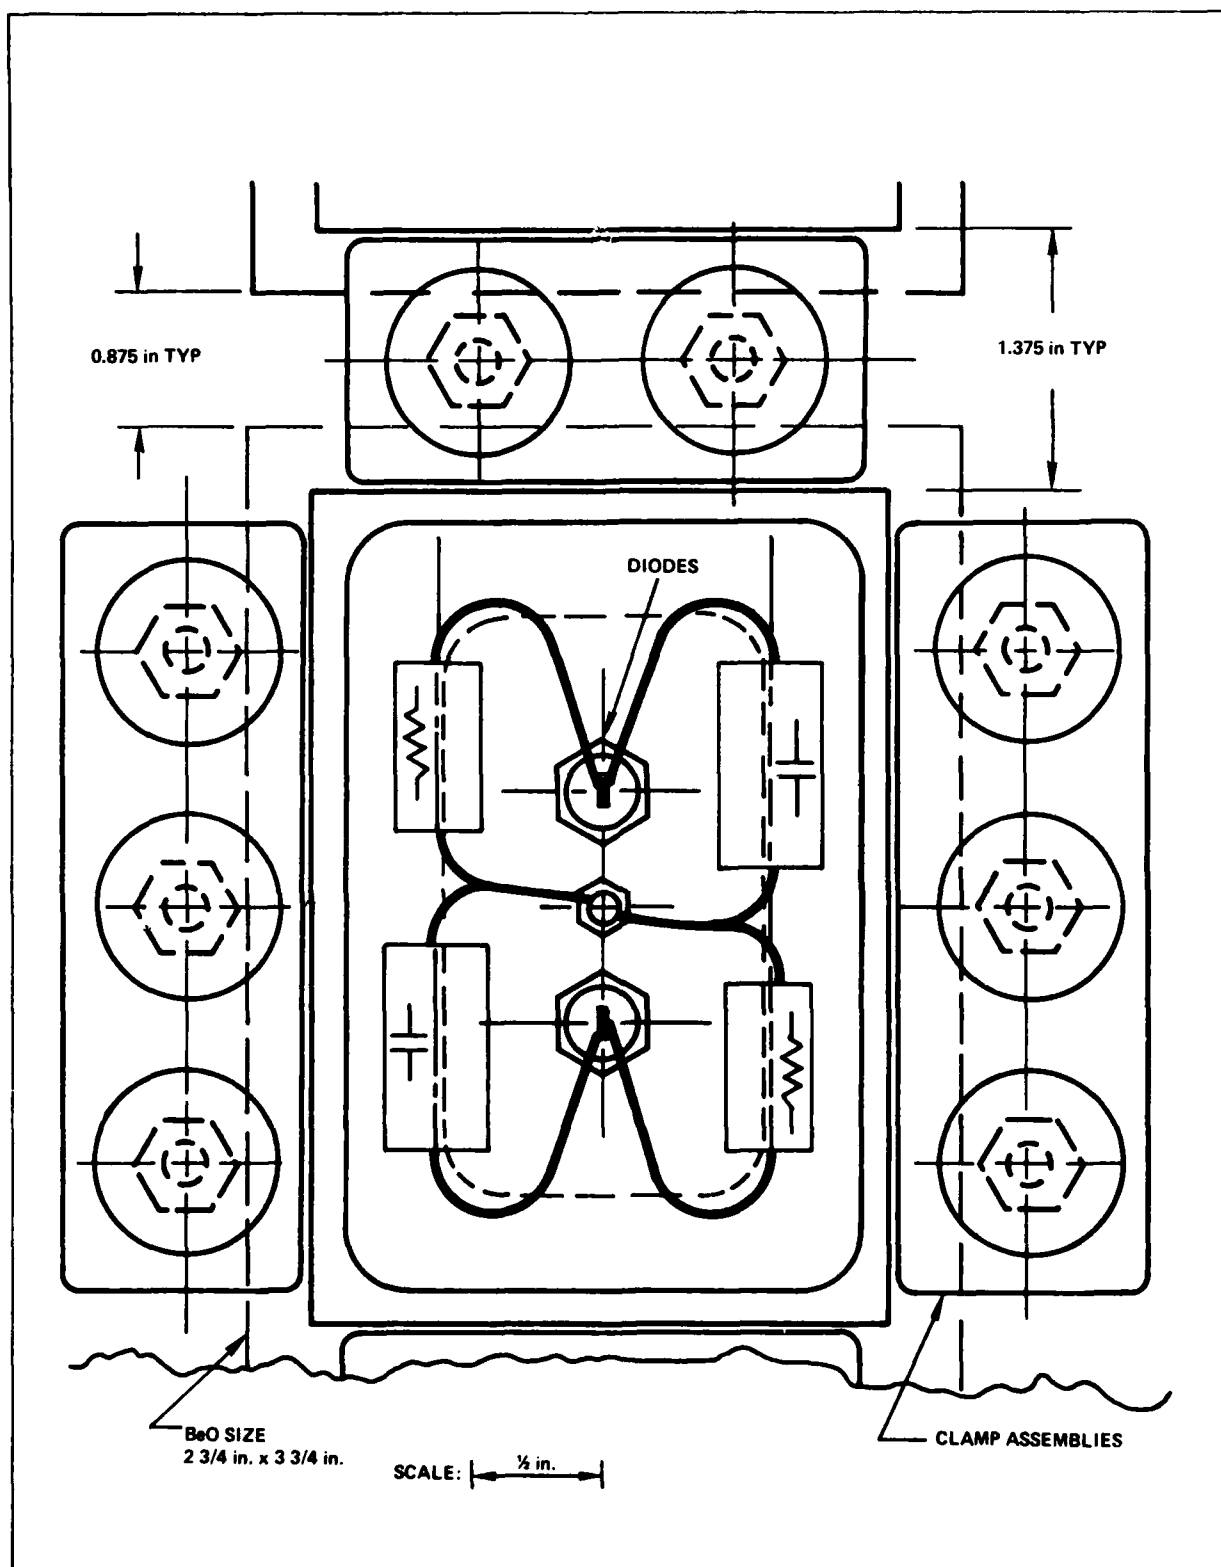 0.875 in TYP
1.375 in TYP
DIODES
BeO SIZE
2 3/4 in. x 3 3/4 in.
CLAMP ASSEMBLIES
SCALE: ½ in.